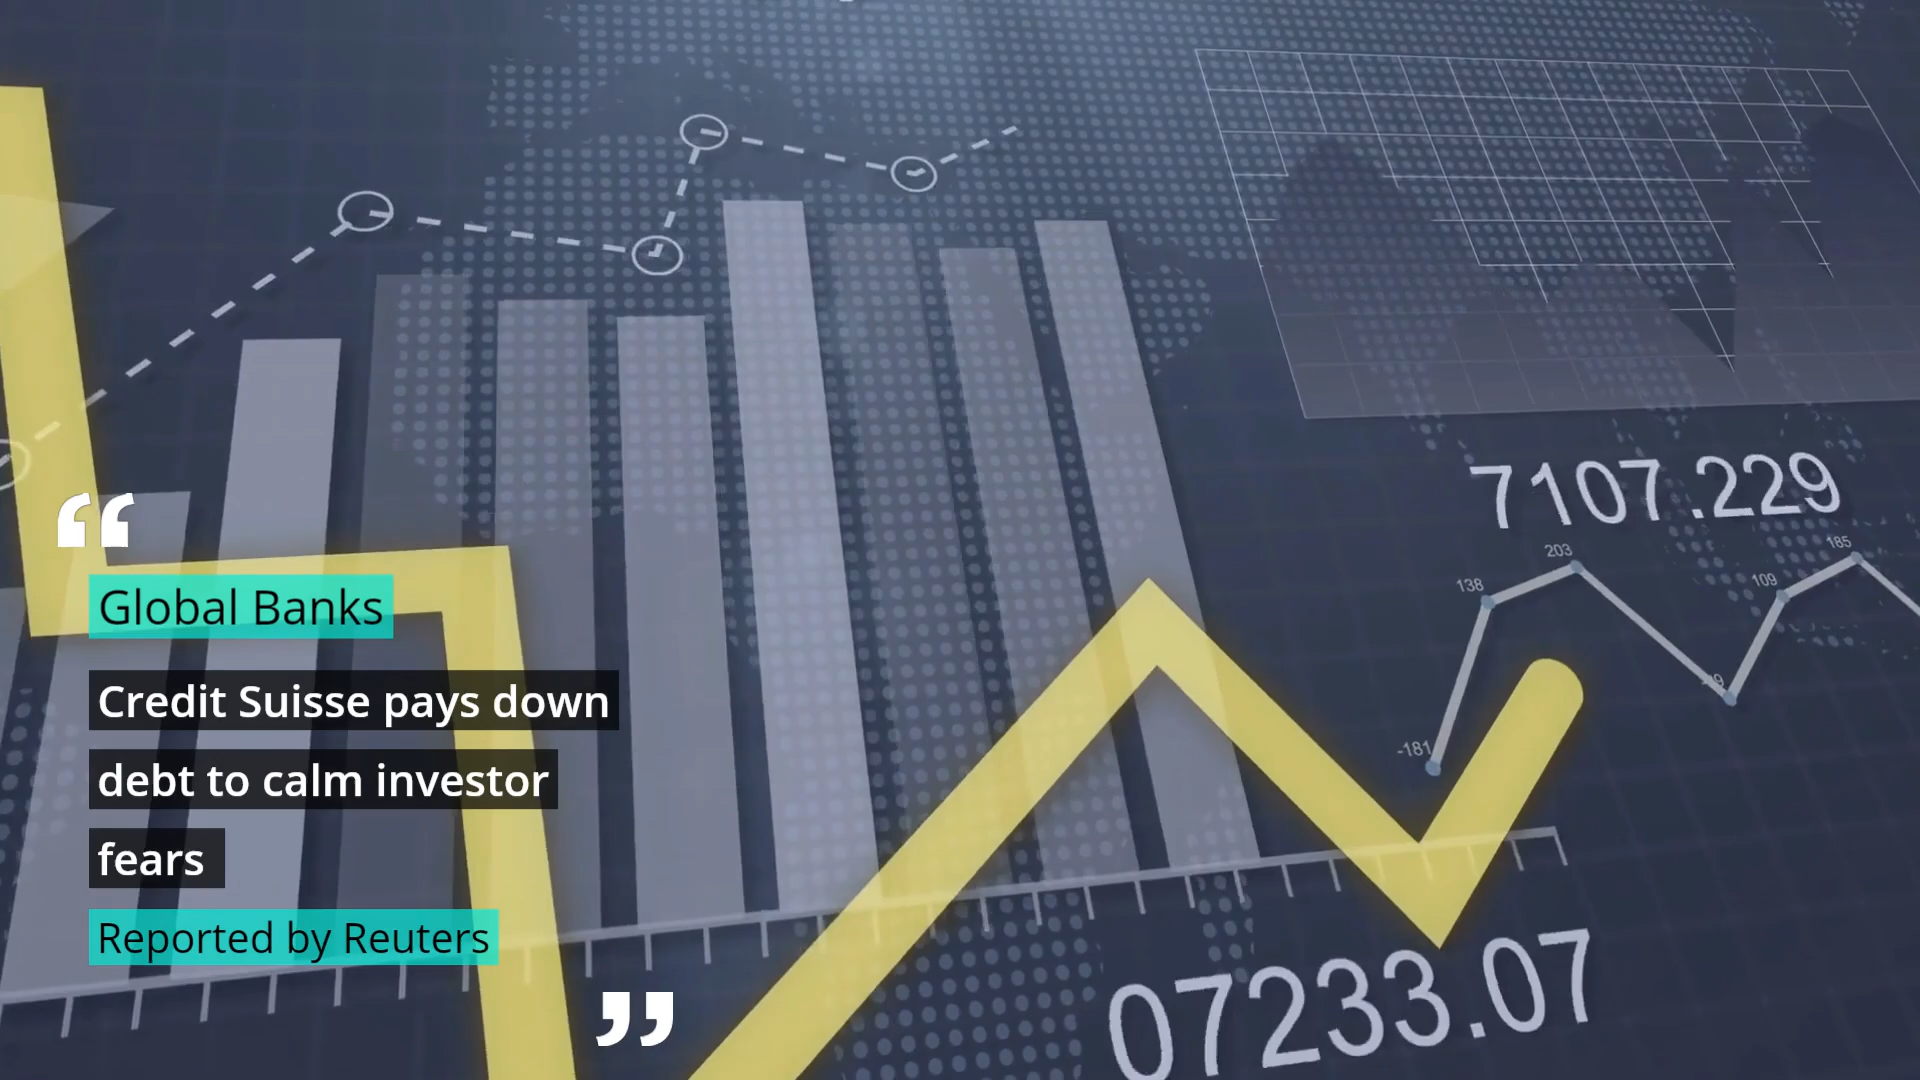 7107.229
203
185
138
109
-181
“
Global Banks
Credit Suisse pays down
debt to calm investor
fears
Reported by Reuters
”
07233.07